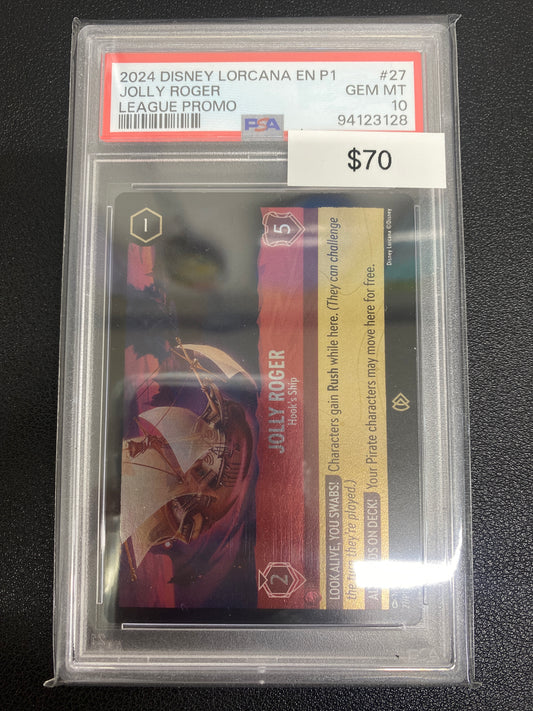 2024 DISNEY LORCANA EN P1 #27
JOLLY ROGER GEM MT
LEAGUE PROMO 10
PSA 94123128
$70
1
5
JOLLY ROGER
Hook's Ship
2
LOOK ALIVE, YOU SWABS! Characters gain Rush while here. (They can challenge
the turn they're played.)
ON DECK! Your Pirate characters may move here for free.
Disney Lorcana ©Disney